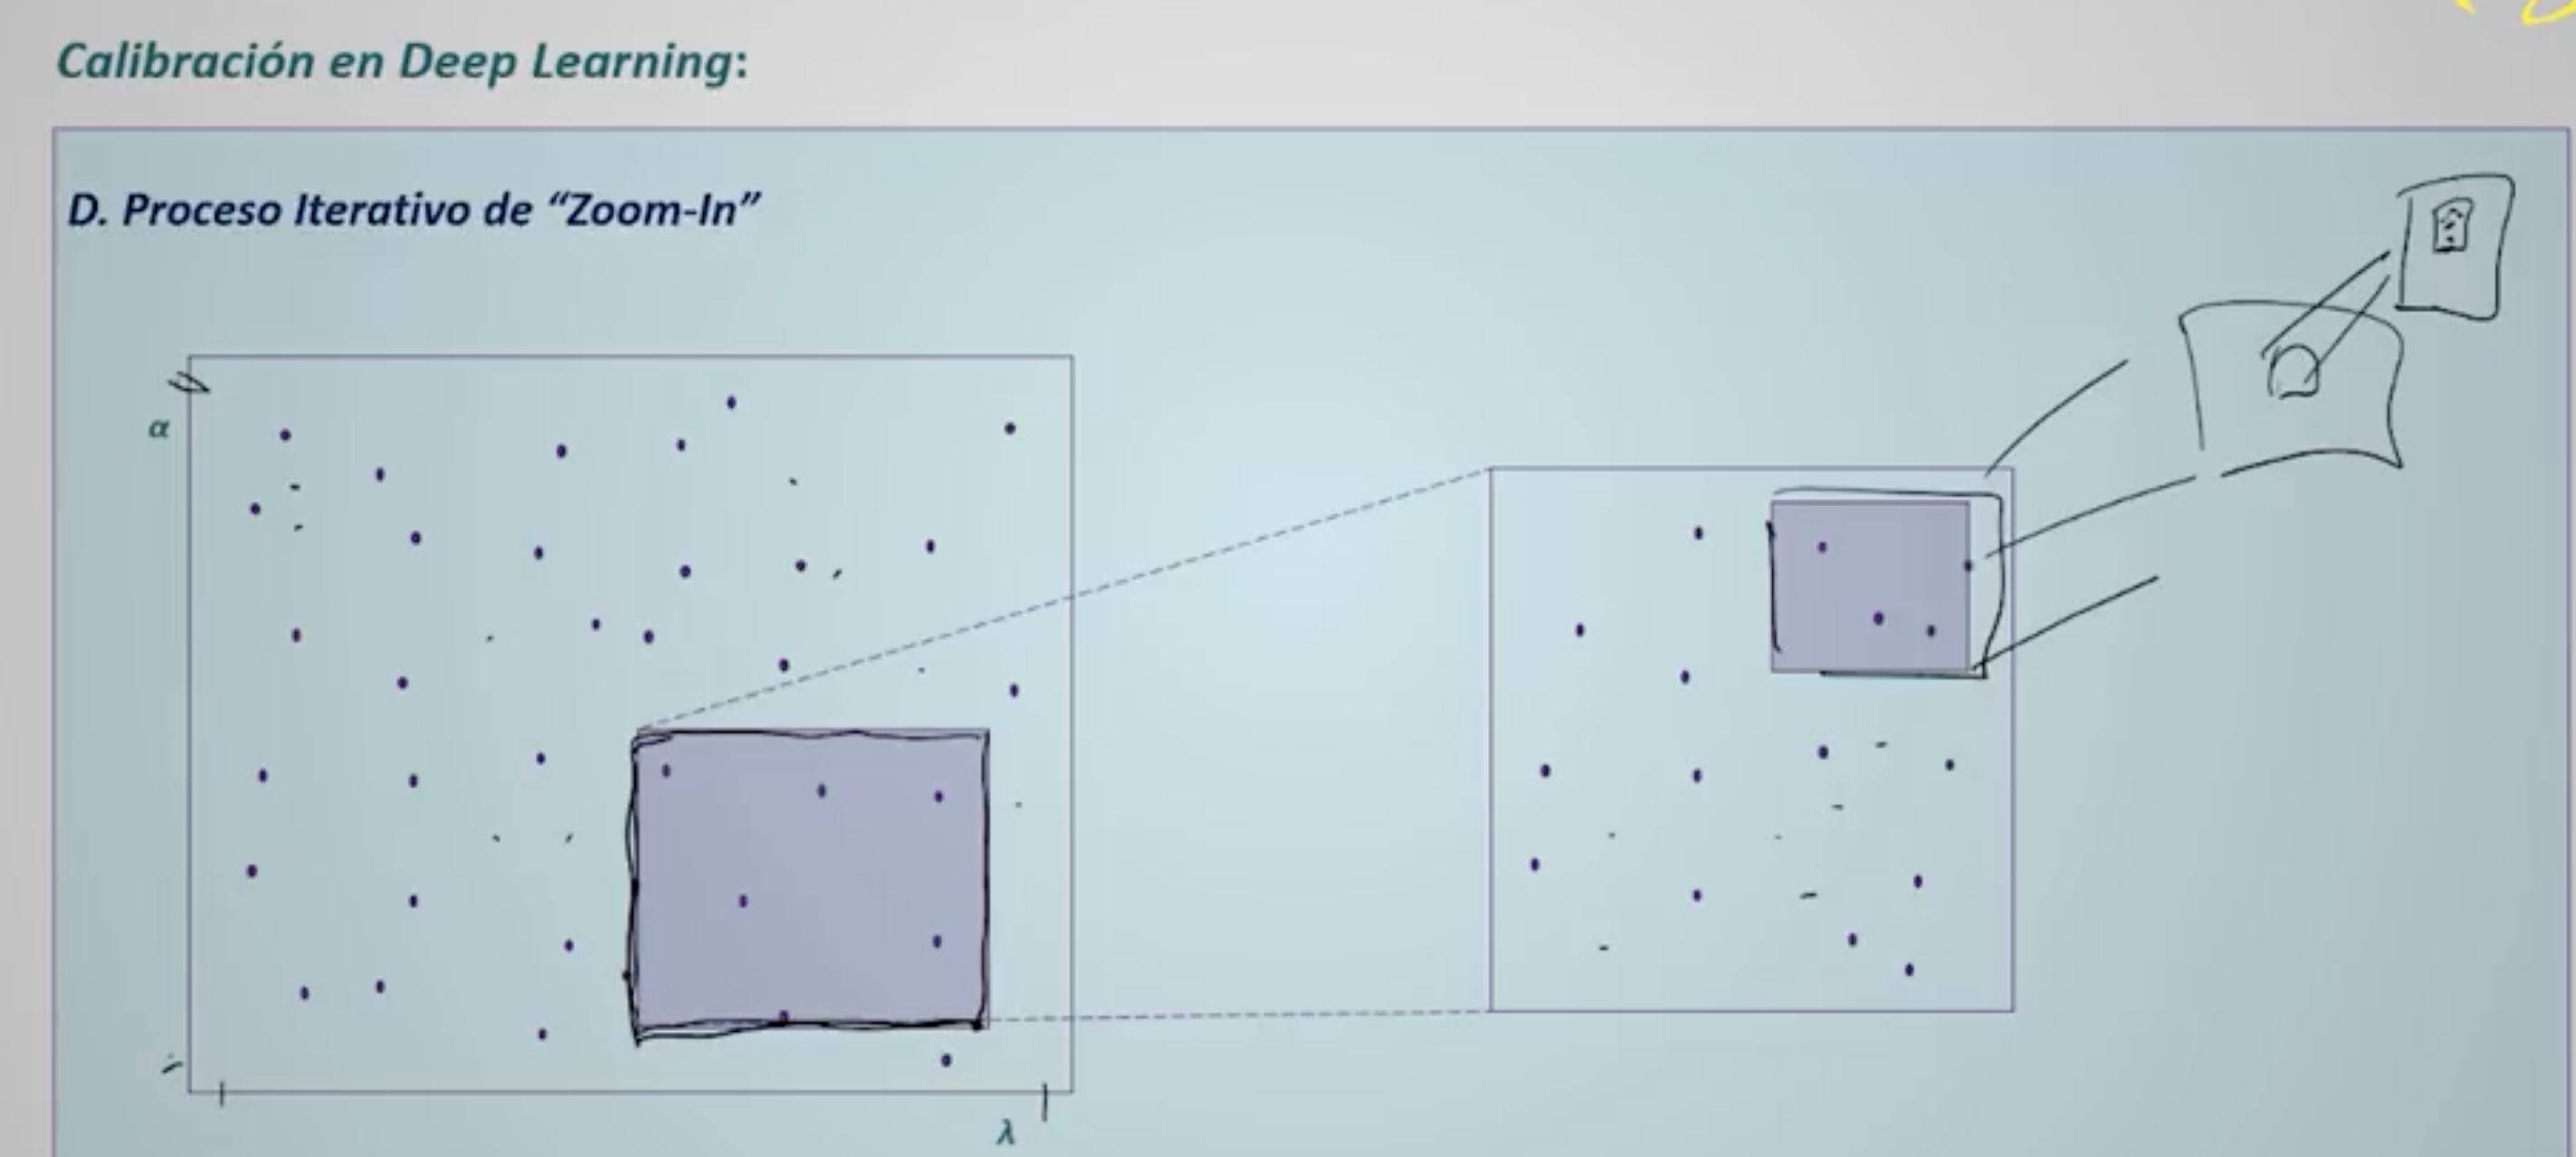 Calibración en Deep Learning:
D. Proceso Iterativo de “Zoom-In”
α
λ